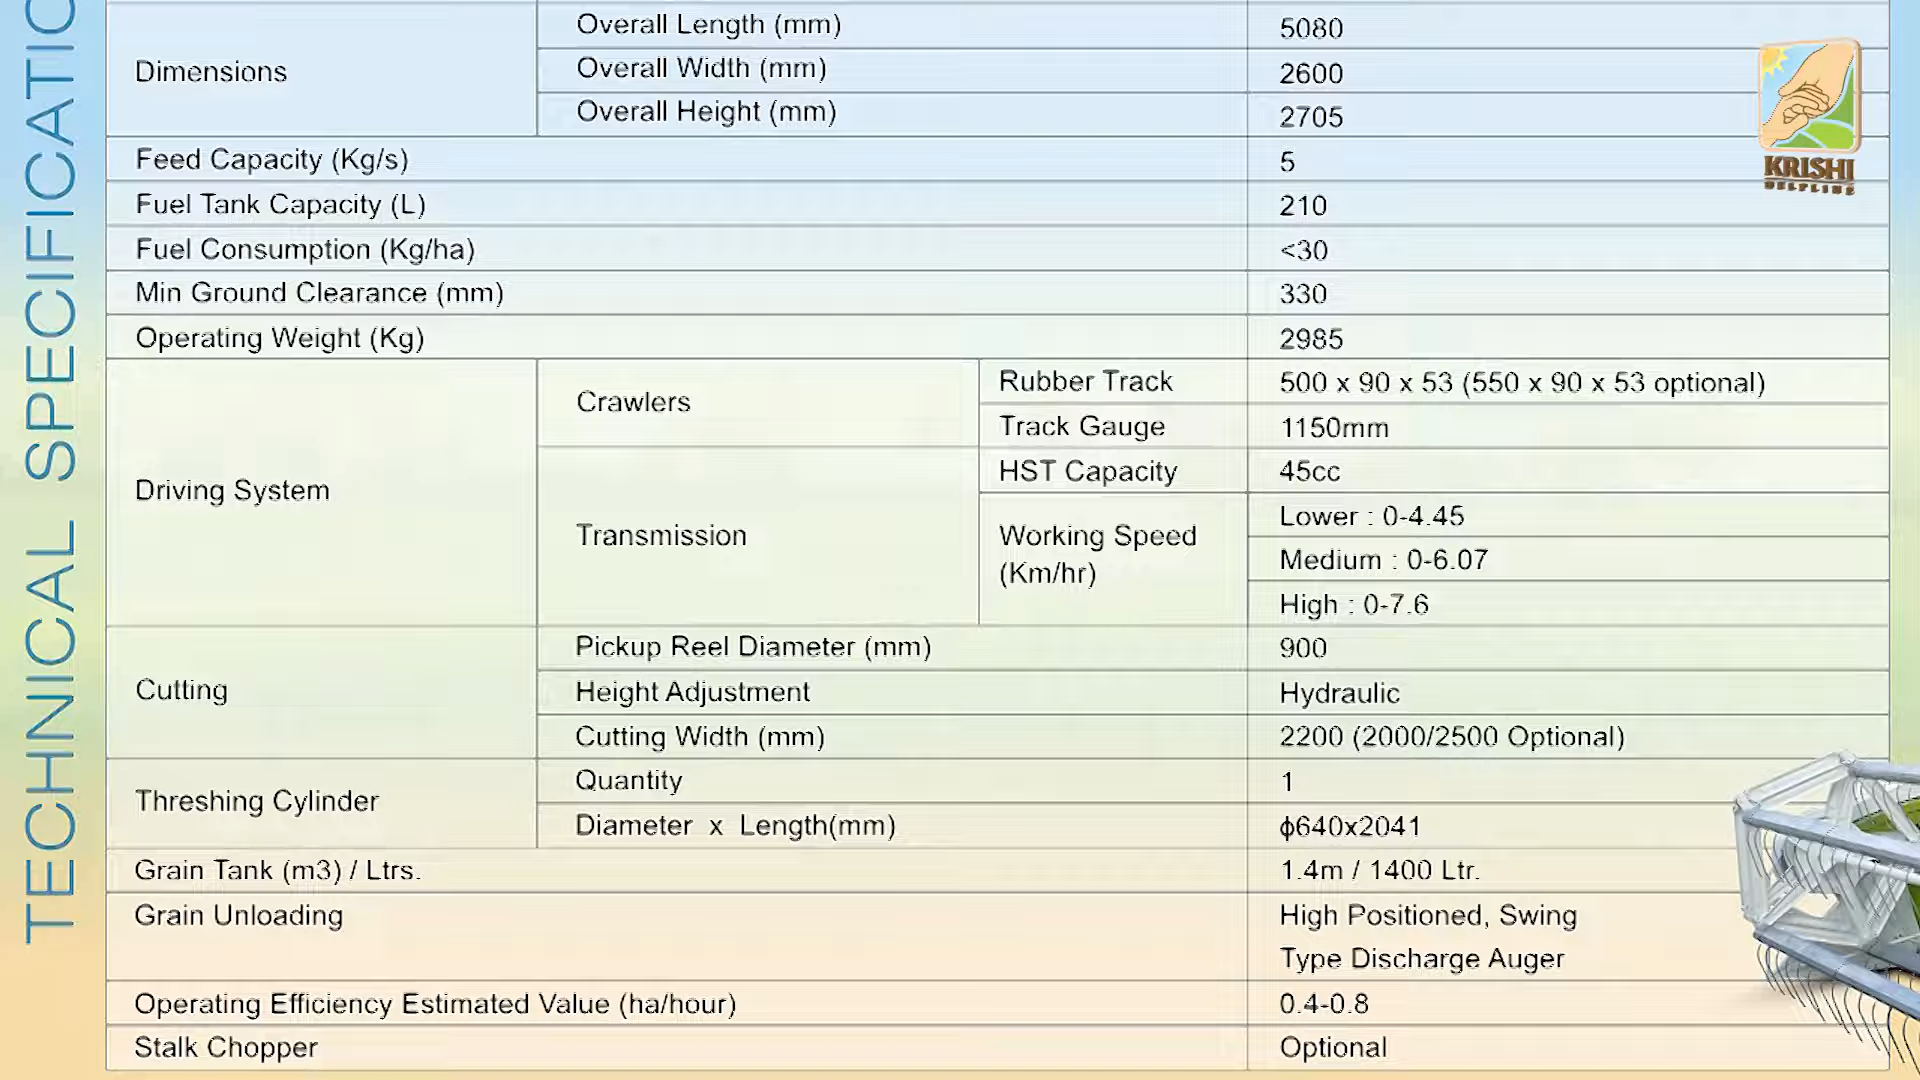 TECHNICAL SPECIFICATIO
Dimensions
Overall Length (mm) 5080
Overall Width (mm) 2600
Overall Height (mm) 2705
Feed Capacity (Kg/s) 5
Fuel Tank Capacity (L) 210
Fuel Consumption (Kg/ha) <30
Min Ground Clearance (mm) 330
Operating Weight (Kg) 2985
Driving System
Crawlers
Rubber Track 500 x 90 x 53 (550 x 90 x 53 optional)
Track Gauge 1150mm
Transmission
HST Capacity 45cc
Working Speed
(Km/hr)
Lower : 0-4.45
Medium : 0-6.07
High : 0-7.6
Cutting
Pickup Reel Diameter (mm) 900
Height Adjustment Hydraulic
Cutting Width (mm) 2200 (2000/2500 Optional)
Threshing Cylinder
Quantity 1
Diameter x Length(mm) ϕ640x2041
Grain Tank (m3) / Ltrs. 1.4m / 1400 Ltr.
Grain Unloading High Positioned, Swing
Type Discharge Auger
Operating Efficiency Estimated Value (ha/hour) 0.4-0.8
Stalk Chopper Optional
KRISHI
HELPLINE